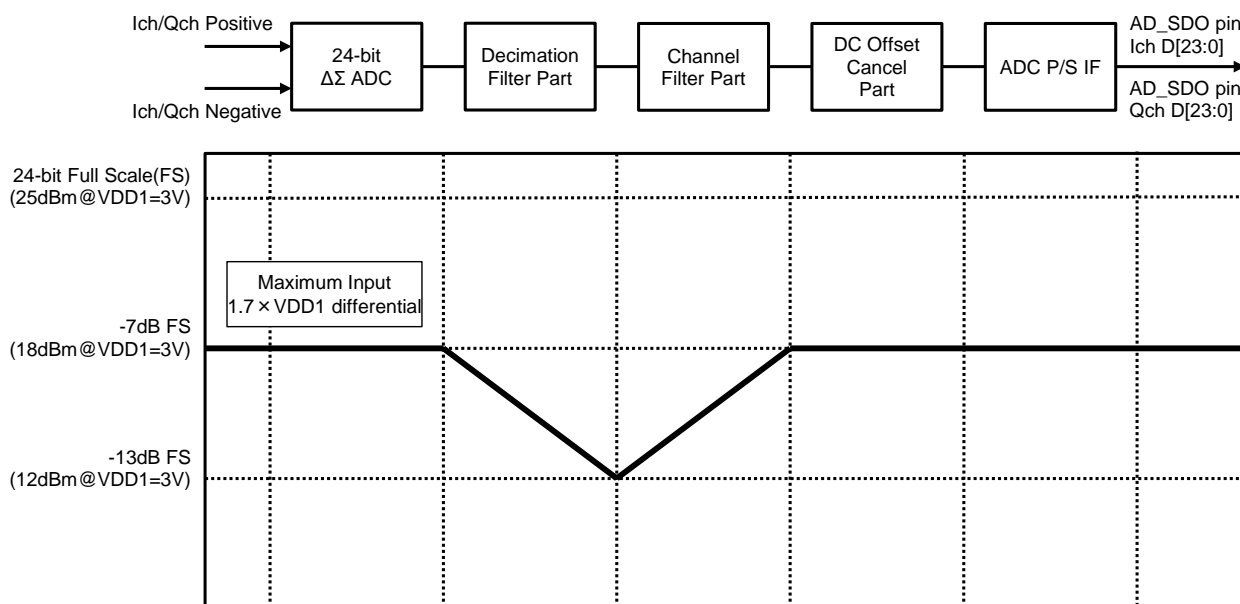 Ich/Qch Positive
Ich/Qch Negative
24-bit
ΔΣ ADC
Decimation
Filter Part
Channel
Filter Part
DC Offset
Cancel
Part
ADC P/S IF
AD_SDO pin
Ich D[23:0]
AD_SDO pin
Qch D[23:0]
24-bit Full Scale(FS)
(25dBm@VDD1=3V)
Maximum Input
1.7×VDD1 differential
-7dB FS
(18dBm@VDD1=3V)
-13dB FS
(12dBm@VDD1=3V)